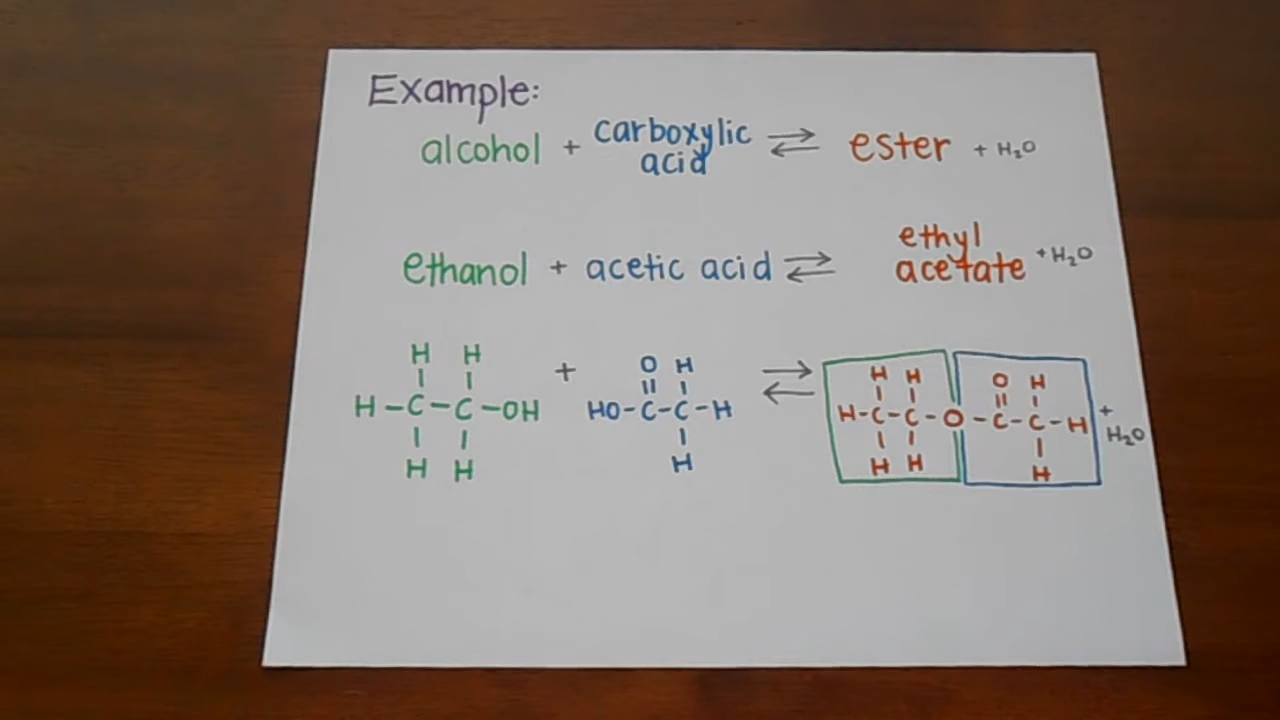 Example:
alcohol + carboxylic acid ⇌ ester + H₂O
ethanol + acetic acid ⇌ ethyl acetate + H₂O
H H + O H ⇌ H H O H
H-C-C-OH HO-C-C-H H-C-C-O-C-C-H + H₂O
H H H H H H